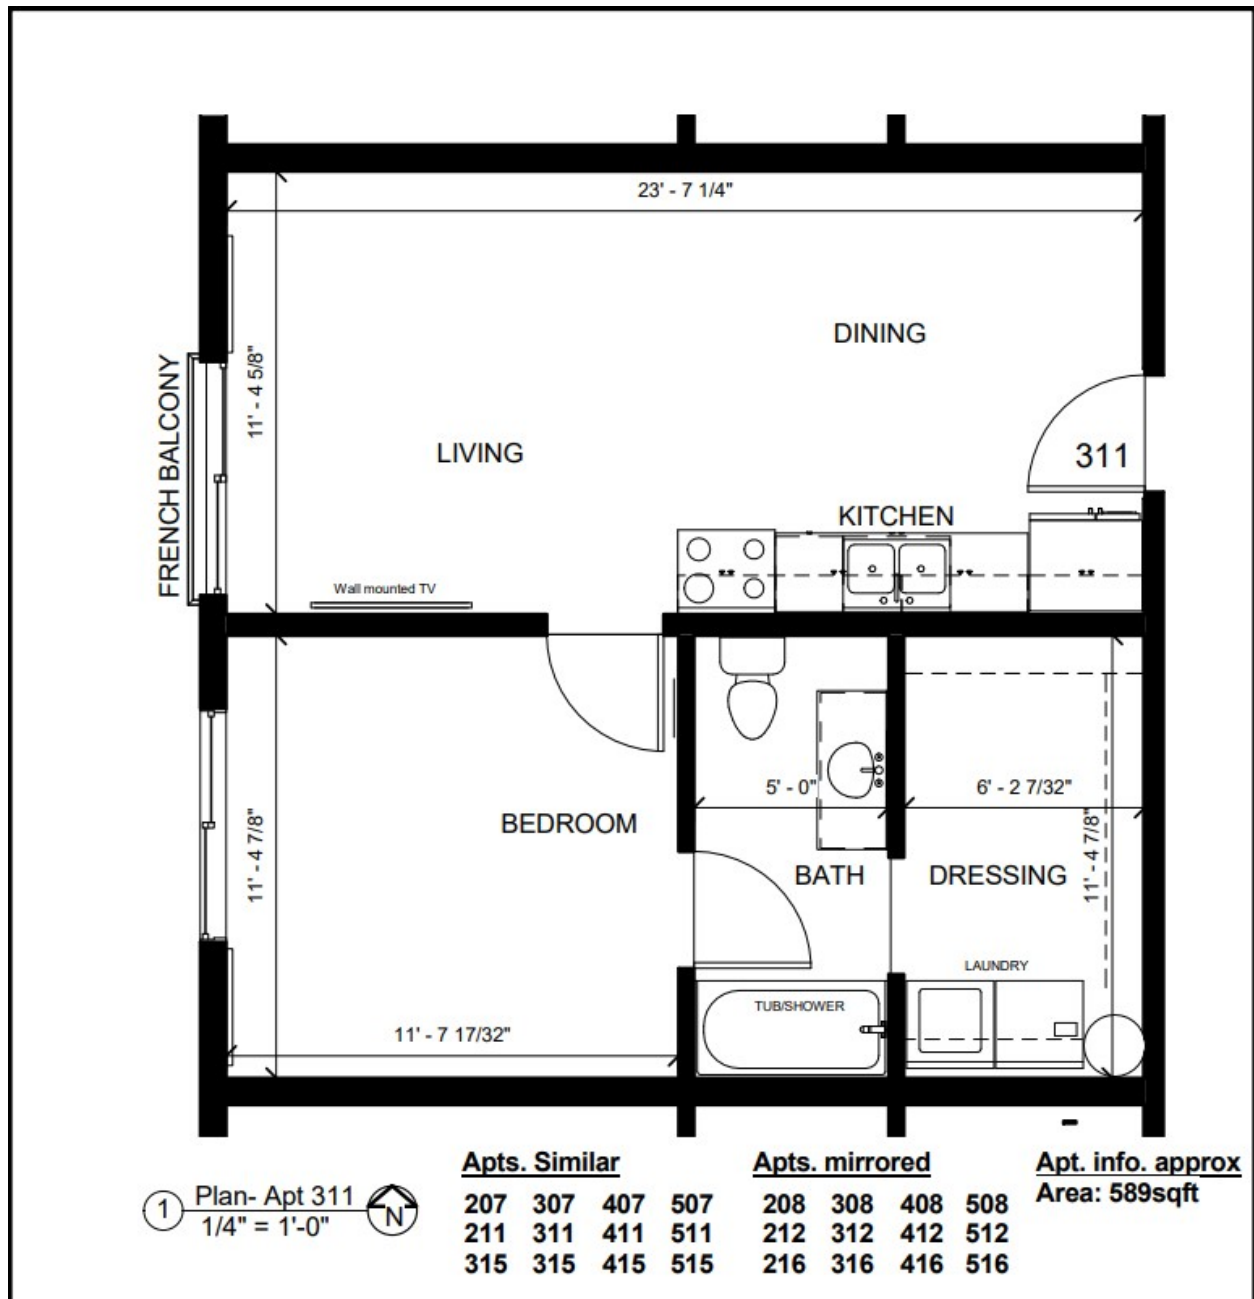 23' - 7 1/4"
DINING
FRENCH BALCONY
11' - 4 5/8"
LIVING
311
KITCHEN
Wall mounted TV
5' - 0"
6' - 2 7/32"
BEDROOM
11' - 4 7/8"
11' - 4 7/8"
BATH
DRESSING
LAUNDRY
TUB/SHOWER
11' - 7 17/32"
1
Plan- Apt 311
1/4" = 1'-0"
N
Apts. Similar
207 307 407 507
211 311 411 511
315 315 415 515
Apts. mirrored
208 308 408 508
212 312 412 512
216 316 416 516
Apt. info. approx
Area: 589sqft